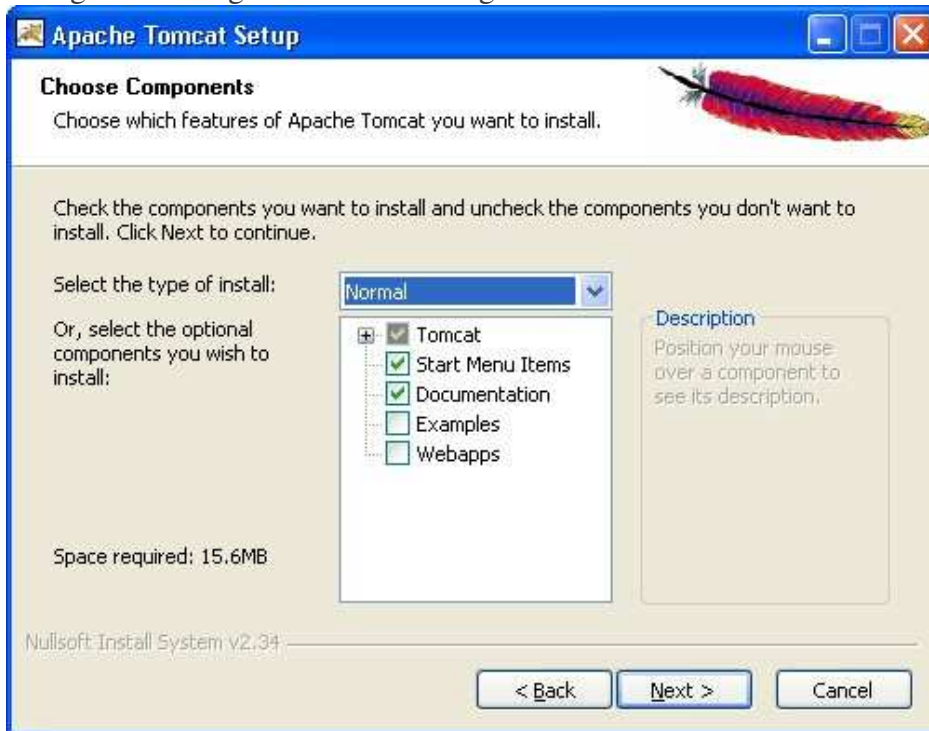 Apache Tomcat Setup
Choose Components
Choose which features of Apache Tomcat you want to install.
Check the components you want to install and uncheck the components you don't want to
install. Click Next to continue.
Select the type of install:
Normal
Or, select the optional
components you wish to
install:
Tomcat
Start Menu Items
Documentation
Examples
Webapps
Description
Position your mouse
over a component to
see its description.
Space required: 15.6MB
Nullsoft Install System v2.34
< Back
Next >
Cancel